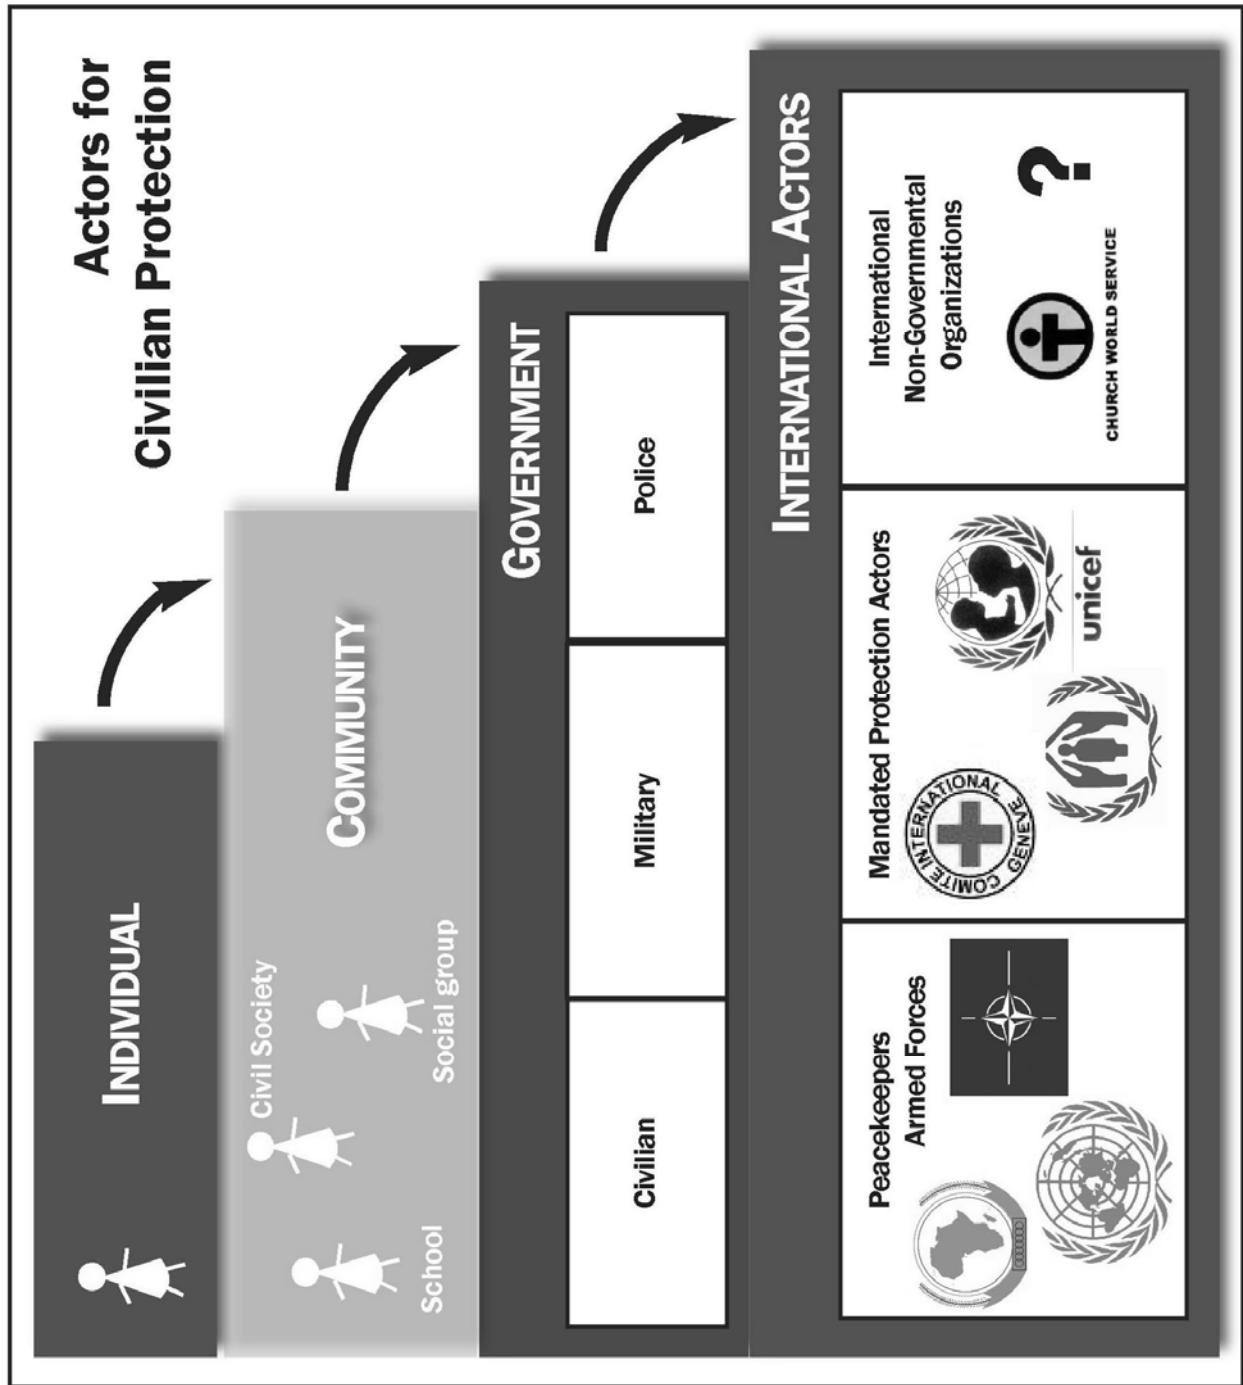 Actors for
Civilian Protection
INDIVIDUAL
COMMUNITY
Civil Society
School
Social group
GOVERNMENT
Civilian
Military
Police
INTERNATIONAL ACTORS
Peacekeepers
Armed Forces
Mandated Protection Actors
COMITE INTERNATIONAL GENEVE
unicef
International
Non-Governmental
Organizations
?
CHURCH WORLD SERVICE